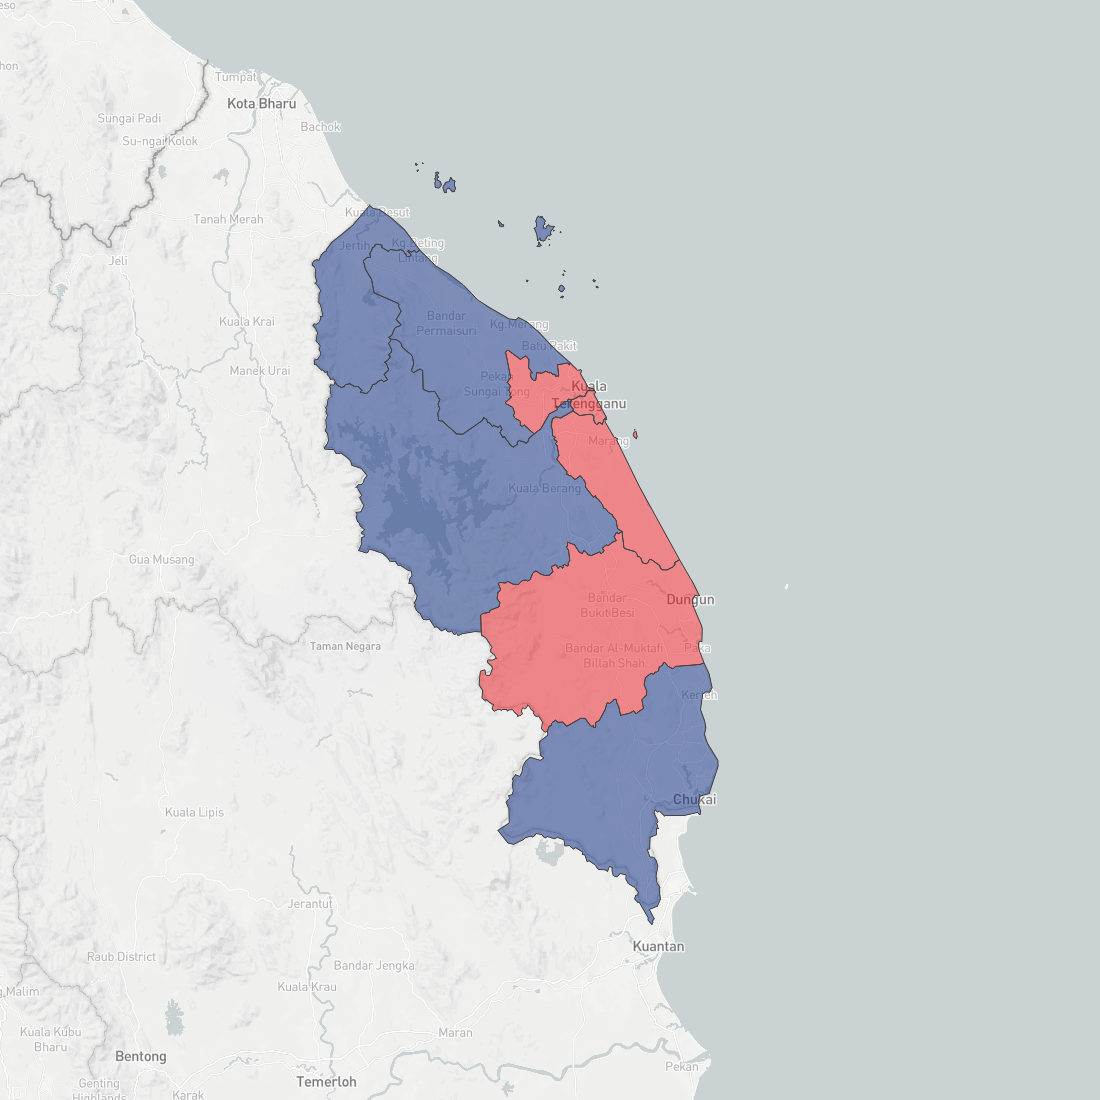 Tumpat
Kota Bharu
Sungai Padi
Bachok
Su-ngai Kolok
Kuala Besut
Tanah Merah
Jertih
Kg.Beting
Lintang
Jeli
Bandar
Permaisuri
Kuala Krai
Kg.Merang
Batu Rakit
Manek Urai
Kuala
Terengganu
Sungai Tong
Marang
Kuala Berang
Gua Musang
Bandar
Bukit Besi
Dungun
Taman Negara
Bandar Al-Muktafi
Billah Shah
Paka
Kerteh
Chukai
Kuala Lipis
Jerantut
Kuantan
Raub District
Bandar Jengka
Kuala Krau
g Malim
Kuala Kubu
Bharu
Maran
Bentong
Pekan
Temerloh
Genting
Highlands
Karak